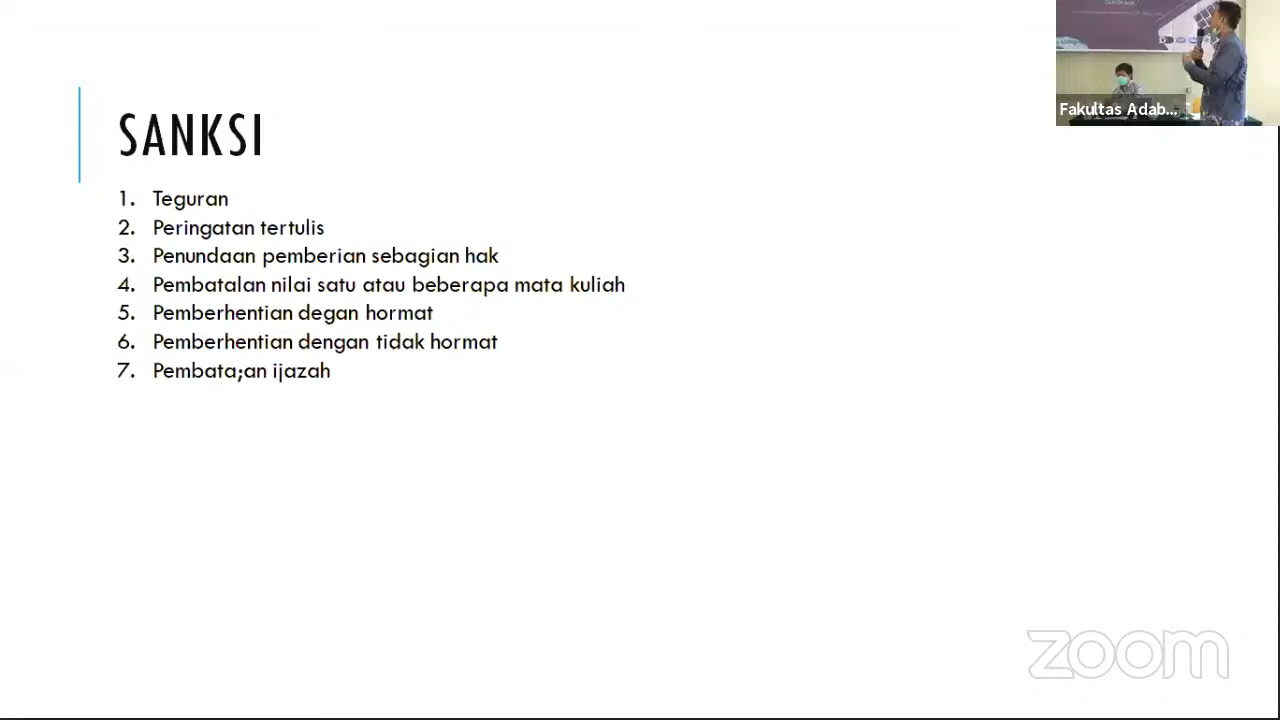 SANKSI
1. Teguran
2. Peringatan tertulis
3. Penundaan pemberian sebagian hak
4. Pembatalan nilai satu atau beberapa mata kuliah
5. Pemberhentian degan hormat
6. Pemberhentian dengan tidak hormat
7. Pembata;an ijazah
Fakultas Adab...
zoom